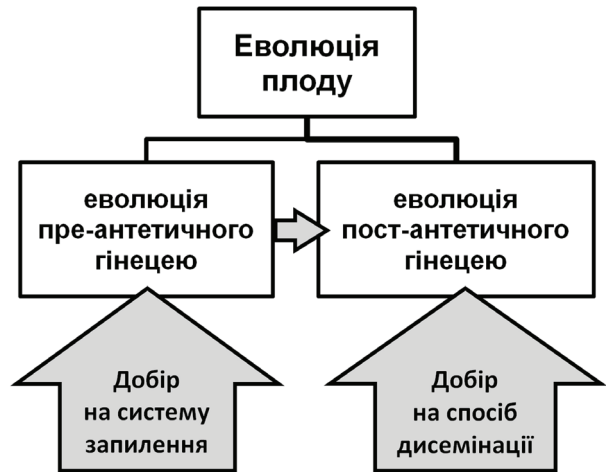 Еволюція
плоду
еволюція
пре-антетичного
гінецею
еволюція
пост-антетичного
гінецею
Добір
на систему
запилення
Добір
на спосіб
дисемінації